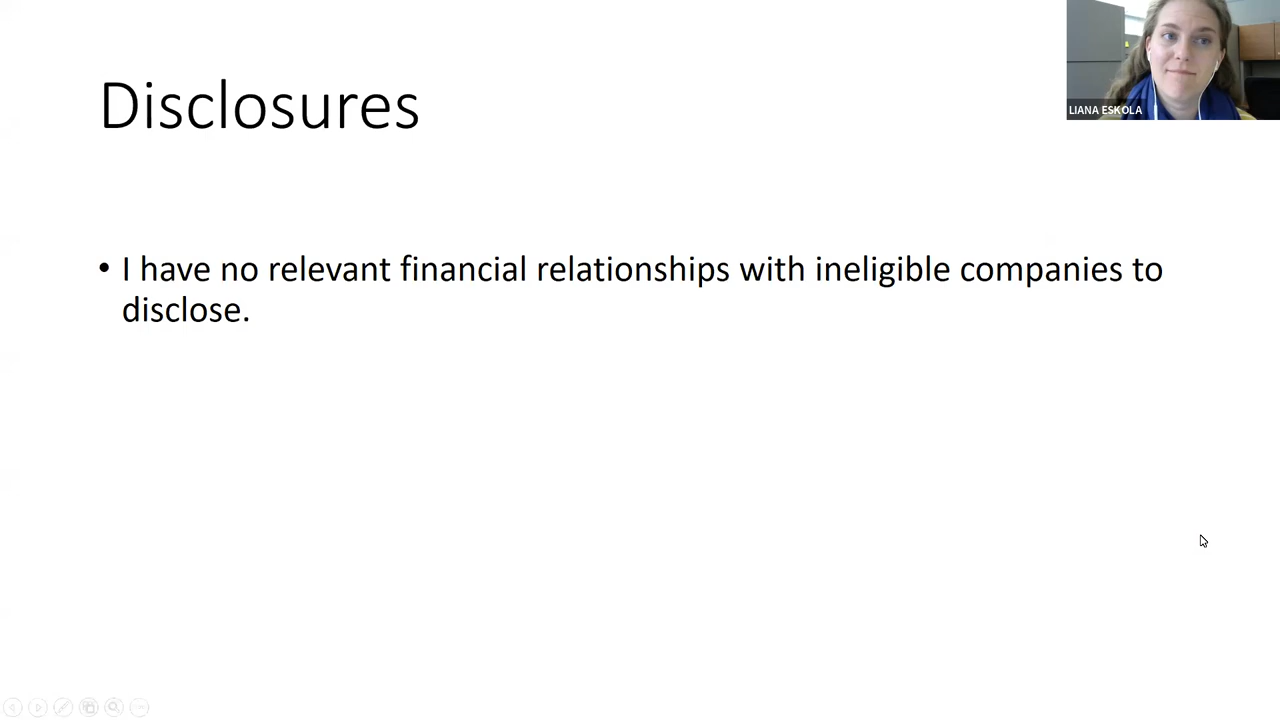 Disclosures
LIANA ESKOLA
• I have no relevant financial relationships with ineligible companies to
disclose.